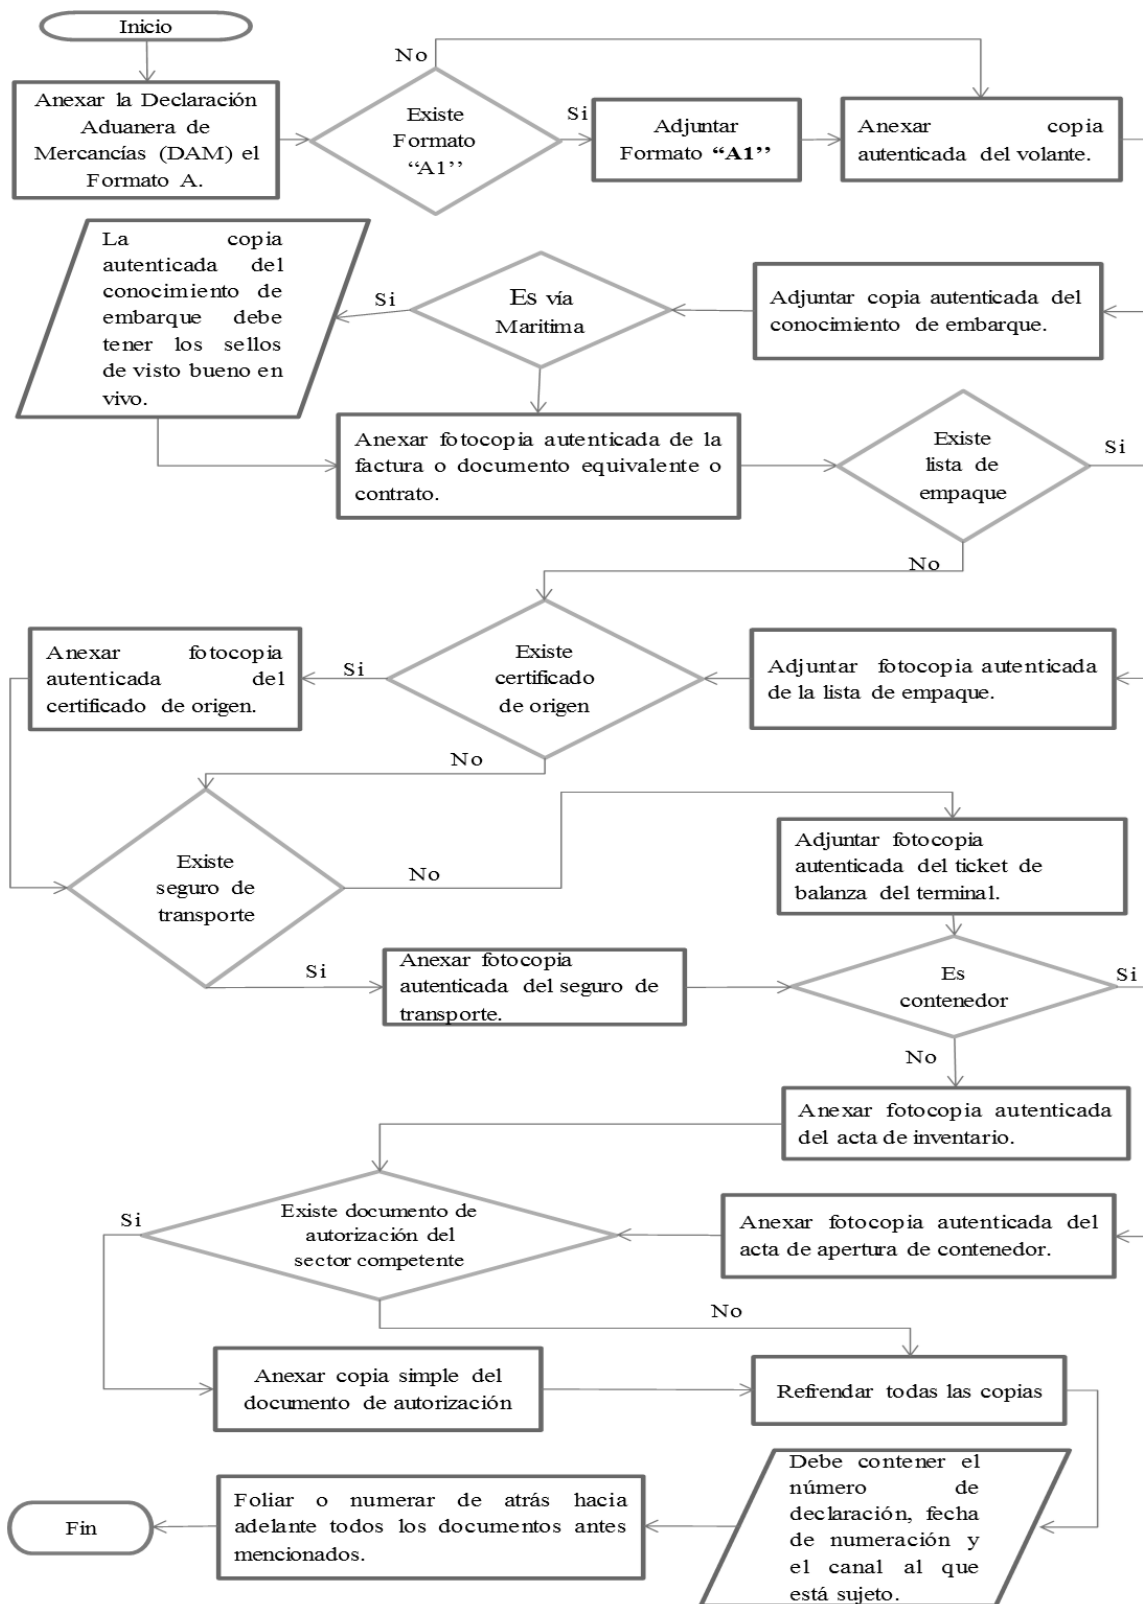 Inicio
Anexar la Declaración
Aduanera de
Mercancías (DAM) el
Formato A.
No
Existe
Formato
“A1’’
Si
Adjuntar
Formato “A1’’
Anexar copia
autenticada del volante.
La copia
autenticada del
conocimiento de
embarque debe
tener los sellos
de visto bueno en
vivo.
Si
Es vía
Maritima
Adjuntar copia autenticada del
conocimiento de embarque.
Anexar fotocopia autenticada de la
factura o documento equivalente o
contrato.
Existe
lista de
empaque
Si
No
Anexar fotocopia
autenticada del
certificado de origen.
Si
Existe
certificado
de origen
Adjuntar fotocopia autenticada
de la lista de empaque.
No
Existe
seguro de
transporte
No
Adjuntar fotocopia
autenticada del ticket de
balanza del terminal.
Si
Anexar fotocopia
autenticada del seguro de
transporte.
Es
contenedor
Si
No
Anexar fotocopia autenticada
del acta de inventario.
Si
Existe documento de
autorización del
sector competente
Anexar fotocopia autenticada del
acta de apertura de contenedor.
No
Anexar copia simple del
documento de autorización
Refrendar todas las copias
Debe contener el
número de
declaración, fecha
de numeración y
el canal al que
está sujeto.
Foliar o numerar de atrás hacia
adelante todos los documentos antes
mencionados.
Fin